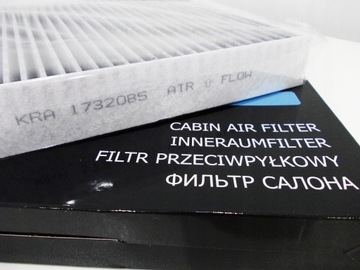 KRA 1732085 AIR ⇓ FLOW
CABIN AIR FILTER
INNERAUMFILTER
FILTR PRZECIWPYŁKOWY
ФИЛЬТР САЛОНА